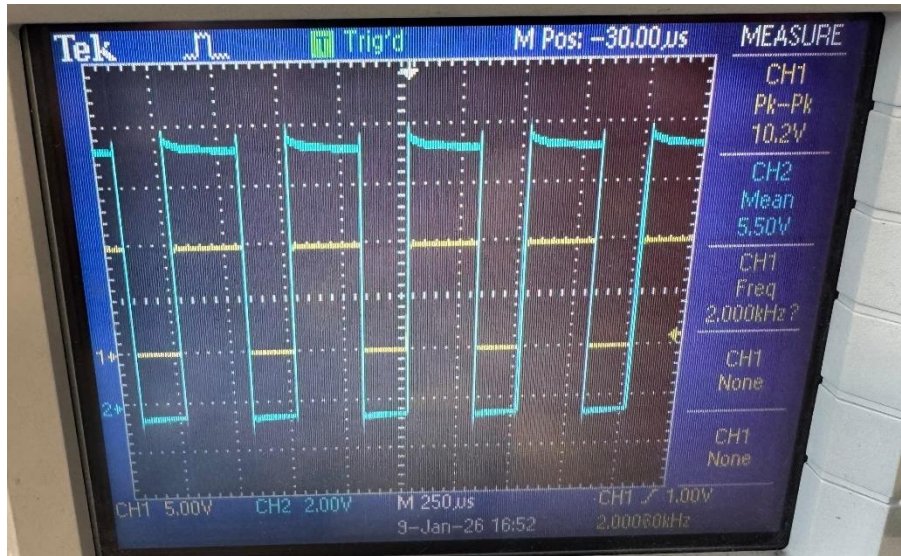 Tek T Trig'd M Pos: -30.00µs MEASURE
CH1
Pk-Pk
10.2V
CH2
Mean
5.50V
CH1
Freq
2.000kHz?
1
CH1
None
2
CH1
None
CH1 5.00V CH2 2.00V M 250µs CH1 1.00V
9-Jan-26 16:52